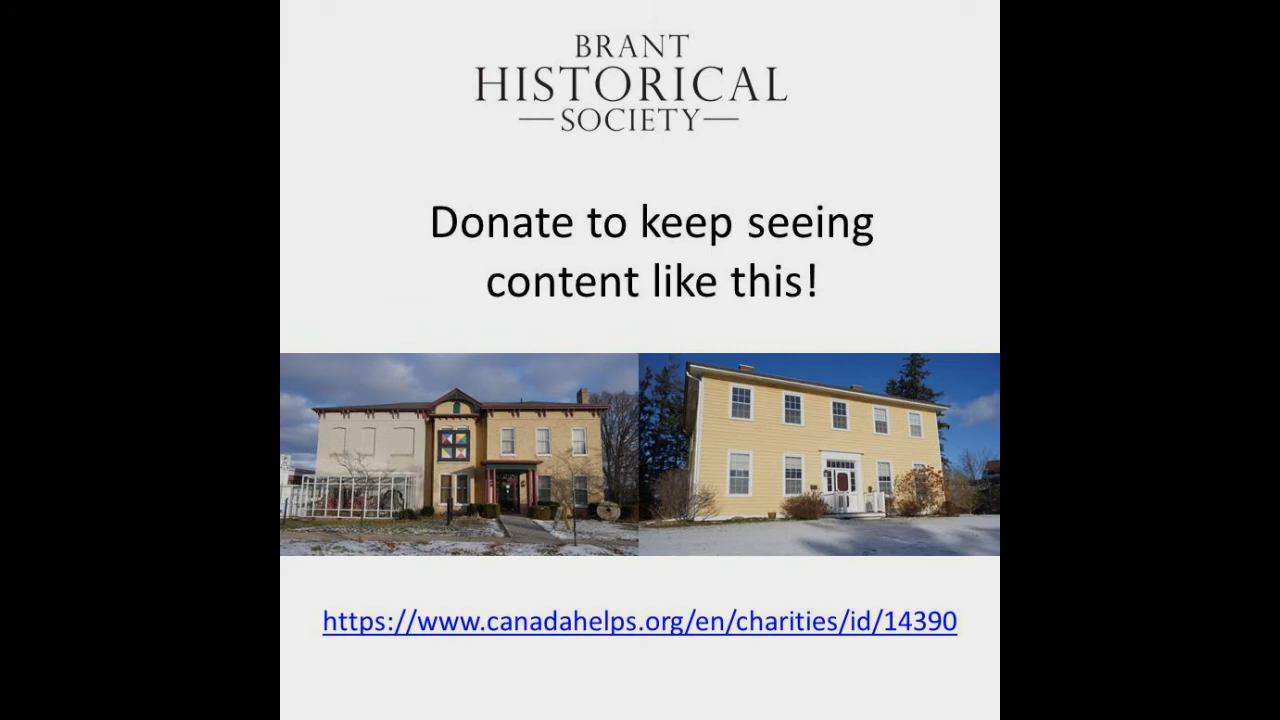 BRANT
HISTORICAL
SOCIETY
Donate to keep seeing
content like this!
https://www.canadahelps.org/en/charities/id/14390